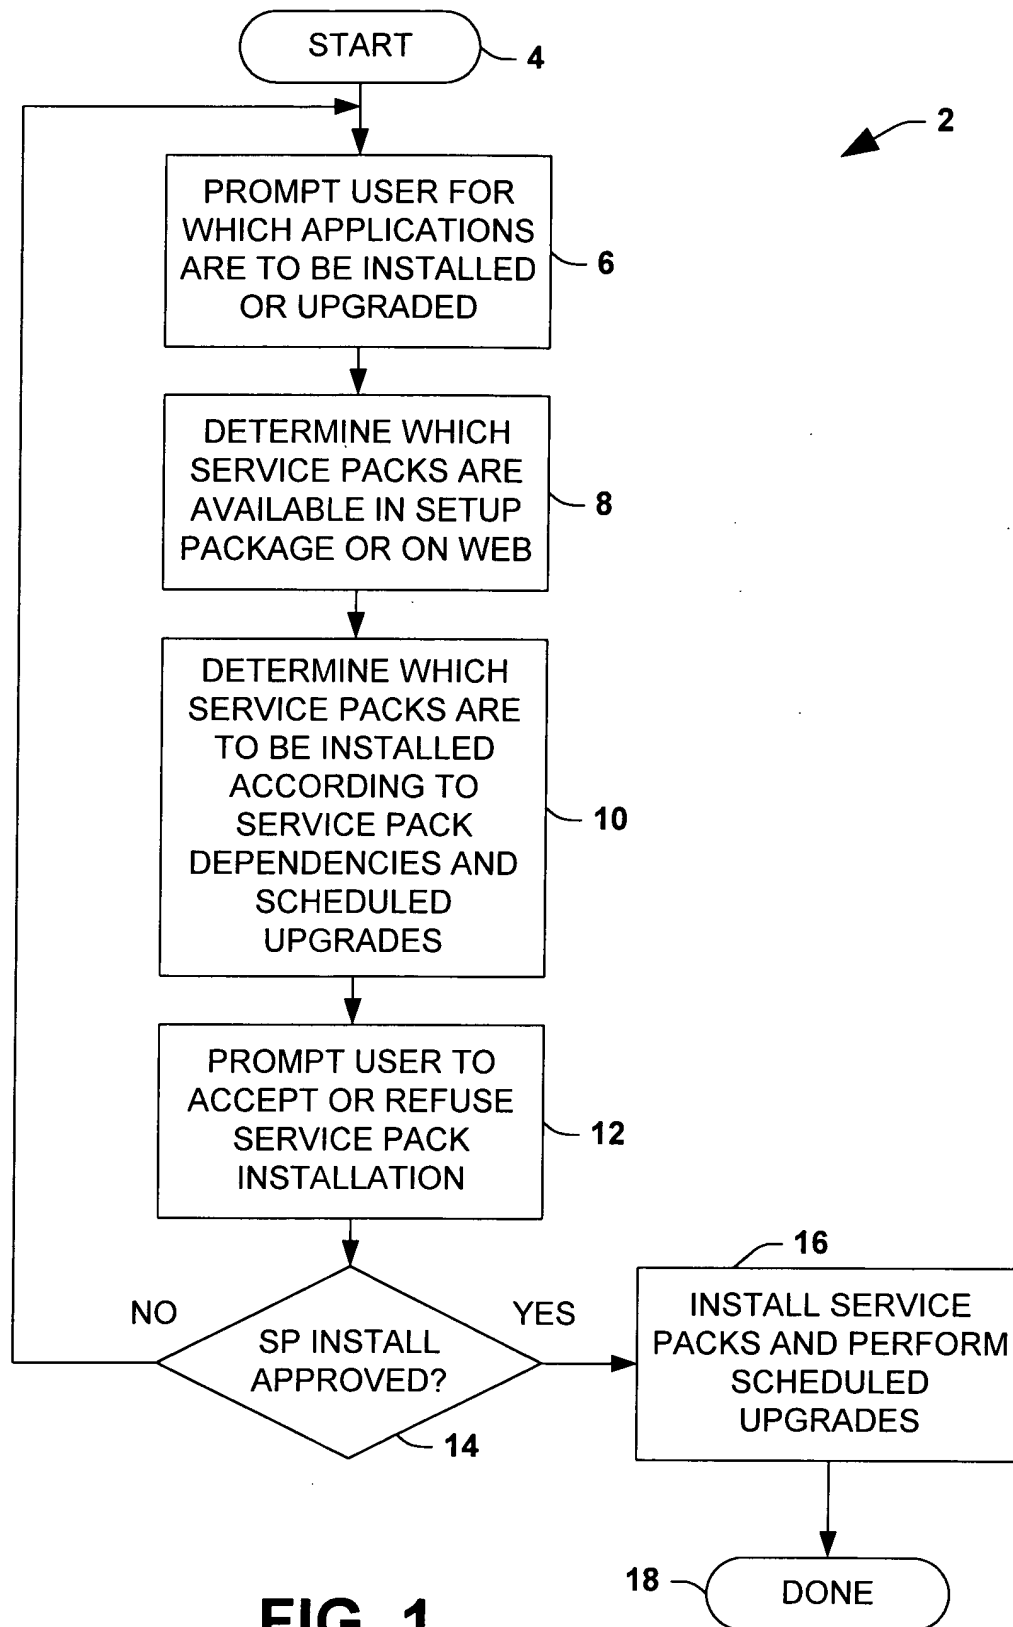 START
4
2
PROMPT USER FOR
WHICH APPLICATIONS
ARE TO BE INSTALLED
OR UPGRADED
6
DETERMINE WHICH
SERVICE PACKS ARE
AVAILABLE IN SETUP
PACKAGE OR ON WEB
8
DETERMINE WHICH
SERVICE PACKS ARE
TO BE INSTALLED
ACCORDING TO
SERVICE PACK
DEPENDENCIES AND
SCHEDULED
UPGRADES
10
PROMPT USER TO
ACCEPT OR REFUSE
SERVICE PACK
INSTALLATION
12
NO
SP INSTALL
APPROVED?
YES
14
16
INSTALL SERVICE
PACKS AND PERFORM
SCHEDULED
UPGRADES
18
DONE
FIG. 1